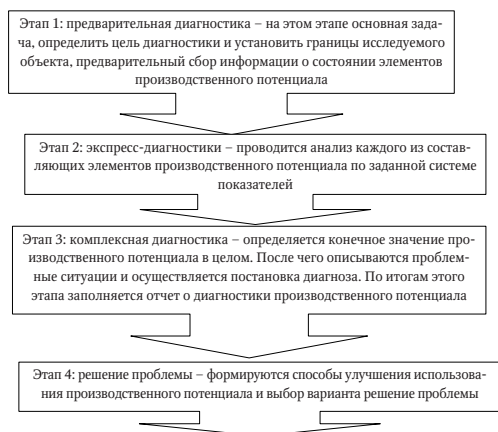 Этап 1: предварительная диагностика – на этом этапе основная зада-
ча, определить цель диагностики и установить границы исследуемого
объекта, предварительный сбор информации о состоянии элементов
производственного потенциала
Этап 2: экспресс-диагностики – проводится анализ каждого из состав-
ляющих элементов производственного потенциала по заданной системе
показателей
Этап 3: комплексная диагностика – определяется конечное значение про-
изводственного потенциала в целом. После чего описываются проблем-
ные ситуации и осуществляется постановка диагноза. По итогам этого
этапа заполняется отчет о диагностики производственного потенциала
Этап 4: решение проблемы – формируются способы улучшения использова-
ния производственного потенциала и выбор варианта решение проблемы